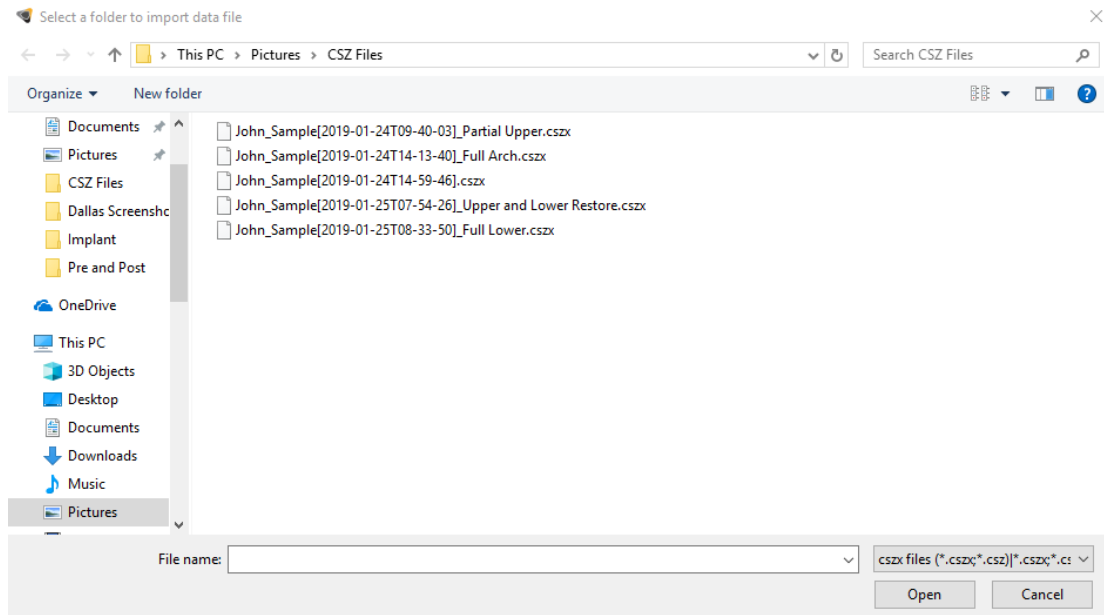 Select a folder to import data file
This PC > Pictures > CSZ Files
Search CSZ Files
Organize
New folder
Documents
Pictures
CSZ Files
Dallas Screensho
Implant
Pre and Post
OneDrive
This PC
3D Objects
Desktop
Documents
Downloads
Music
Pictures
John_Sample[2019-01-24T09-40-03]_Partial Upper.cszx
John_Sample[2019-01-24T14-13-40]_Full Arch.cszx
John_Sample[2019-01-24T14-59-46].cszx
John_Sample[2019-01-25T07-54-26]_Upper and Lower Restore.cszx
John_Sample[2019-01-25T08-33-50]_Full Lower.cszx
File name:
cszx files (*.cszx;*.csz)|*.cszx;*.cs
Open
Cancel